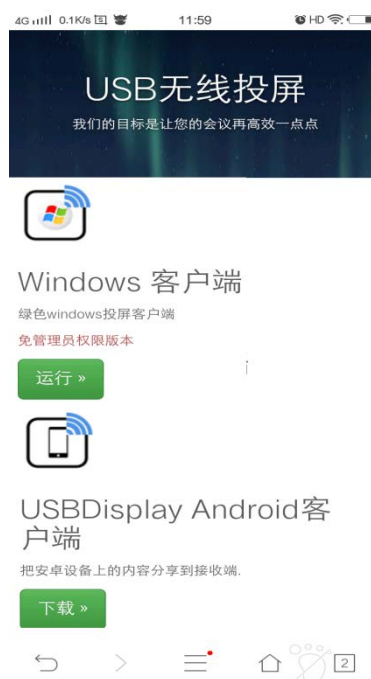 4G 0.1K/s 11:59 HD
USB无线投屏
我们的目标是让您的会议再高效一点点
Windows 客户端
绿色windows投屏客户端
免管理员权限版本
运行 »
USBDisplay Android客
户端
把安卓设备上的内容分享到接收端.
下载 »
2